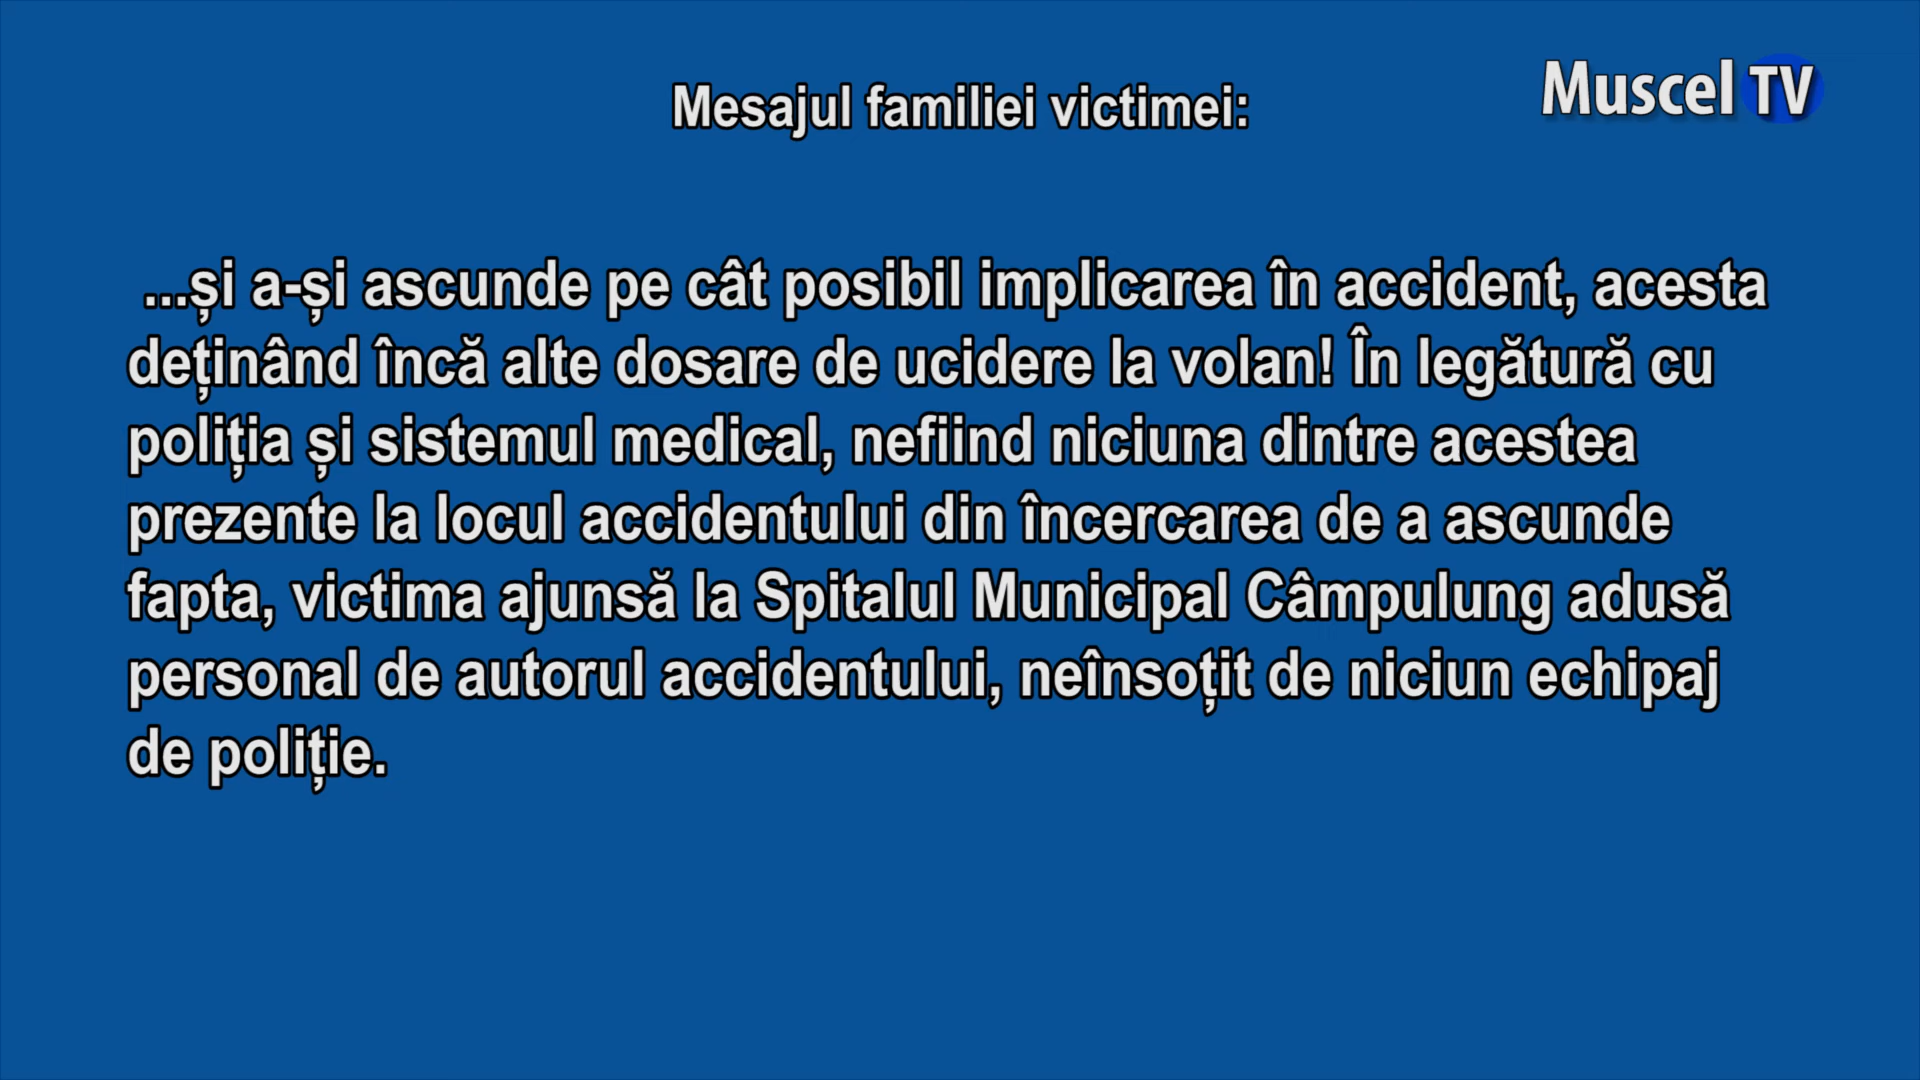 Muscel TV
Mesajul familiei victimei:
...și a-și ascunde pe cât posibil implicarea în accident, acesta
deținând încă alte dosare de ucidere la volan! În legătură cu
poliția și sistemul medical, nefiind niciuna dintre acestea
prezente la locul accidentului din încercarea de a ascunde
fapta, victima ajunsă la Spitalul Municipal Câmpulung adusă
personal de autorul accidentului, neînsoțit de niciun echipaj
de poliție.